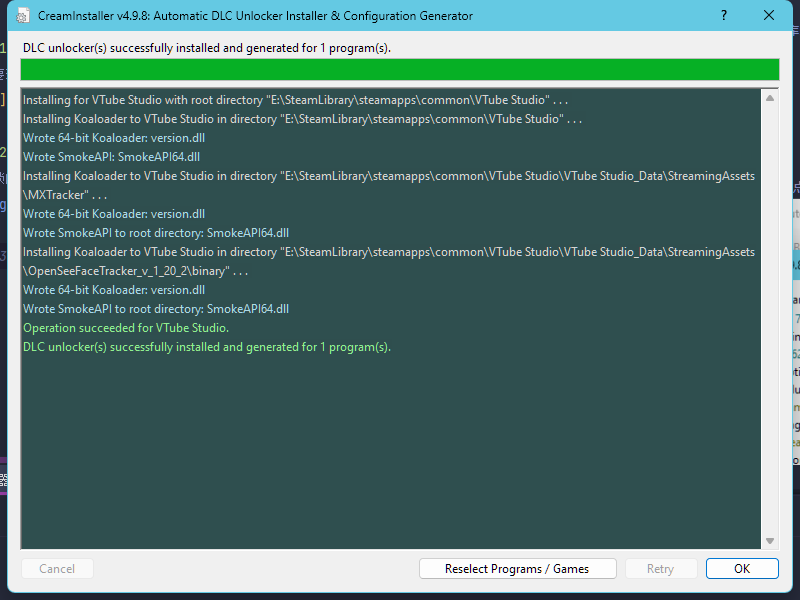 CreamInstaller v4.9.8: Automatic DLC Unlocker Installer & Configuration Generator
?
DLC unlocker(s) successfully installed and generated for 1 program(s).
Installing for VTube Studio with root directory "E:\SteamLibrary\steamapps\common\VTube Studio" . . .
Installing Koaloader to VTube Studio in directory "E:\SteamLibrary\steamapps\common\VTube Studio" . . .
Wrote 64-bit Koaloader: version.dll
Wrote SmokeAPI: SmokeAPI64.dll
Installing Koaloader to VTube Studio in directory "E:\SteamLibrary\steamapps\common\VTube Studio\VTube Studio_Data\StreamingAssets
\MXTracker" . . .
Wrote 64-bit Koaloader: version.dll
Wrote SmokeAPI to root directory: SmokeAPI64.dll
Installing Koaloader to VTube Studio in directory "E:\SteamLibrary\steamapps\common\VTube Studio\VTube Studio_Data\StreamingAssets
\OpenSeeFaceTracker_v_1_20_2\binary" . . .
Wrote 64-bit Koaloader: version.dll
Wrote SmokeAPI to root directory: SmokeAPI64.dll
Operation succeeded for VTube Studio.
DLC unlocker(s) successfully installed and generated for 1 program(s).
Cancel
Reselect Programs / Games
Retry
OK